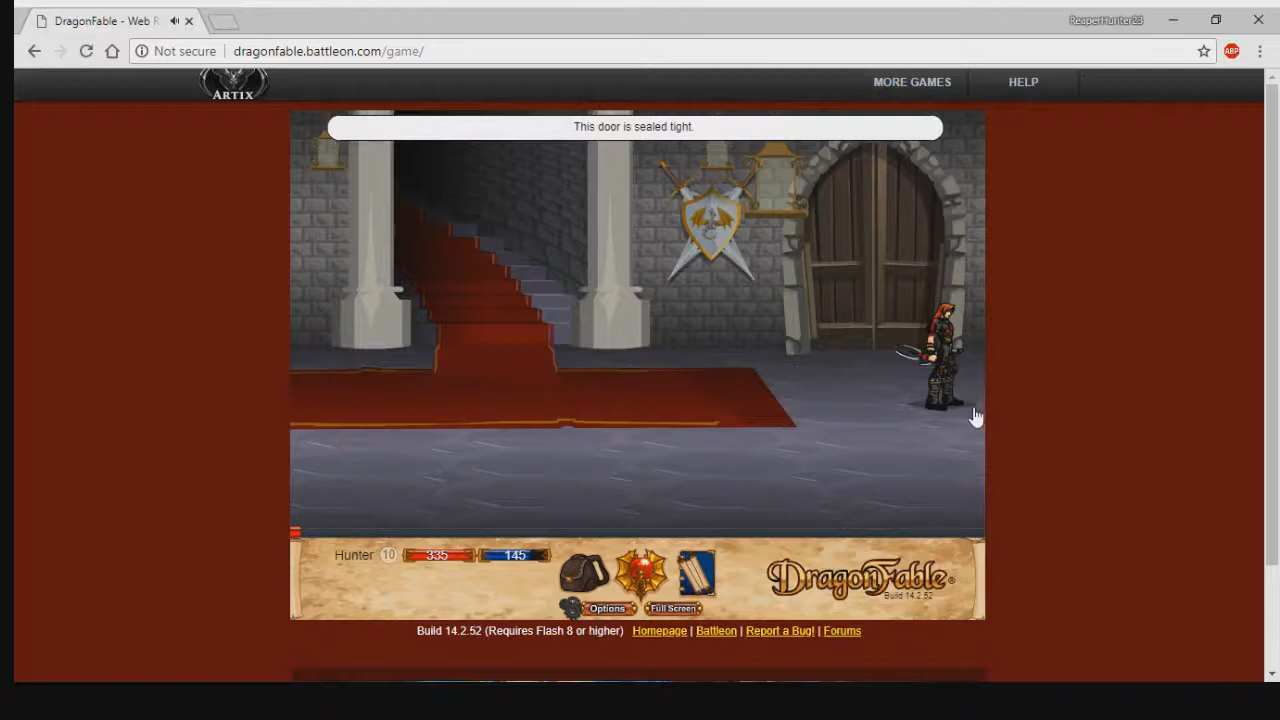 DragonFable - Web R
ReaperHunter23
Not secure
dragonfable.battleon.com/game/
ABP
ARTIX
MORE GAMES
HELP
This door is sealed tight.
Hunter 10 335 145
Options
Full Screen
DragonFable®
Build 14.2.52
Build 14.2.52 (Requires Flash 8 or higher) Homepage | Battleon | Report a Bug! | Forums